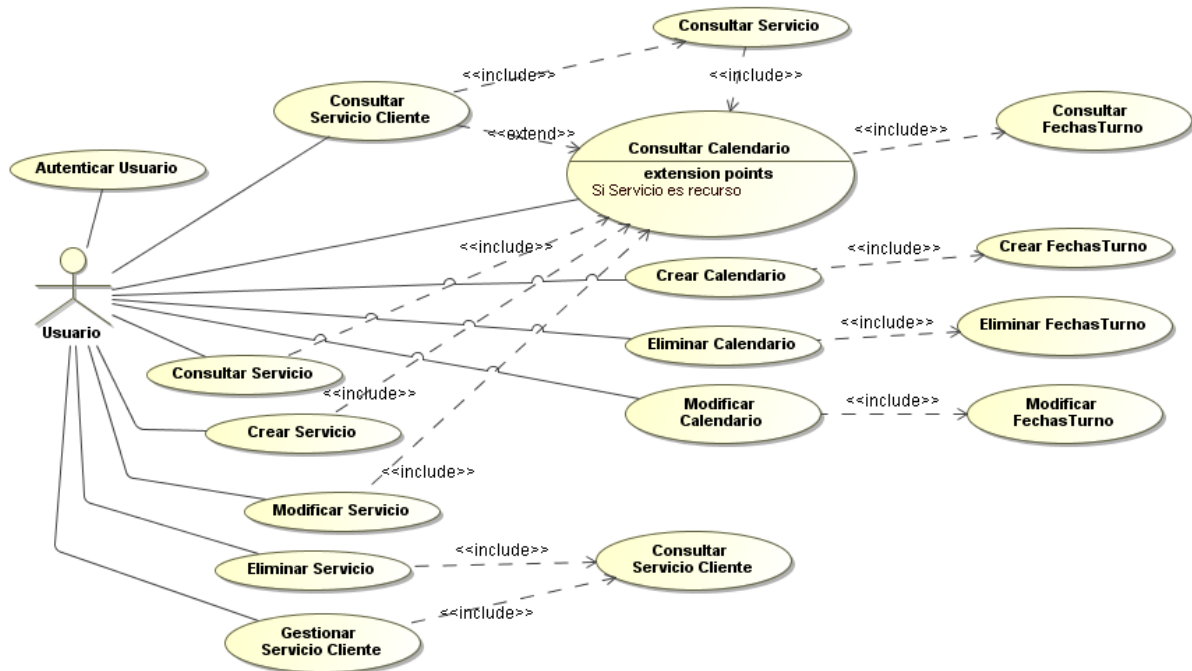 Consultar Servicio
<<include>>
<<include>>
Consultar
Servicio Cliente
Consultar
FechasTurno
<<extend>>
<<include>>
Consultar Calendario
extension points
Si Servicio es recurso
Autenticar Usuario
<<include>>
<<include>>
Crear FechasTurno
Crear Calendario
Usuario
<<include>>
Eliminar FechasTurno
Eliminar Calendario
Consultar Servicio
<<include>>
Modificar
Calendario
<<include>>
Modificar
FechasTurno
Crear Servicio
<<include>>
Modificar Servicio
<<include>>
Consultar
Servicio Cliente
Eliminar Servicio
<<include>>
Gestionar
Servicio Cliente